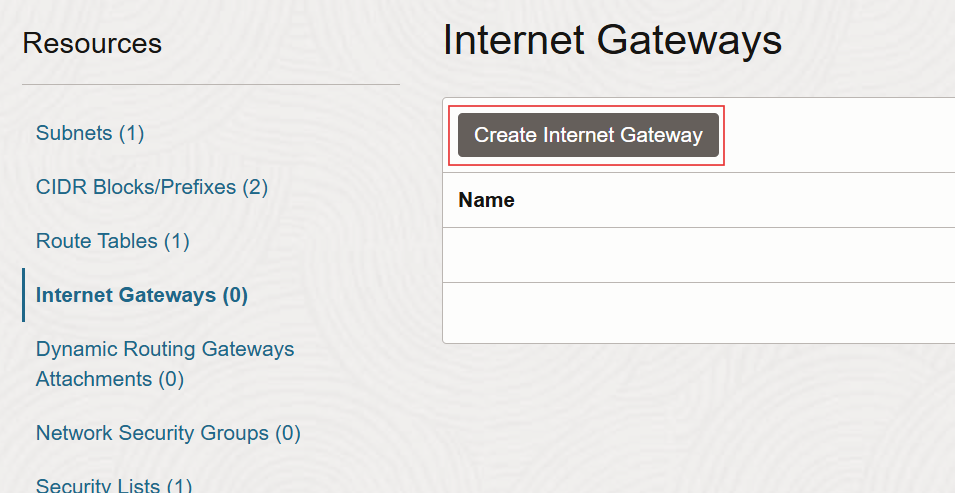 Resources
Subnets (1)
CIDR Blocks/Prefixes (2)
Route Tables (1)
Internet Gateways (0)
Dynamic Routing Gateways
Attachments (0)
Network Security Groups (0)
Security Lists (1)
Internet Gateways
Create Internet Gateway
Name